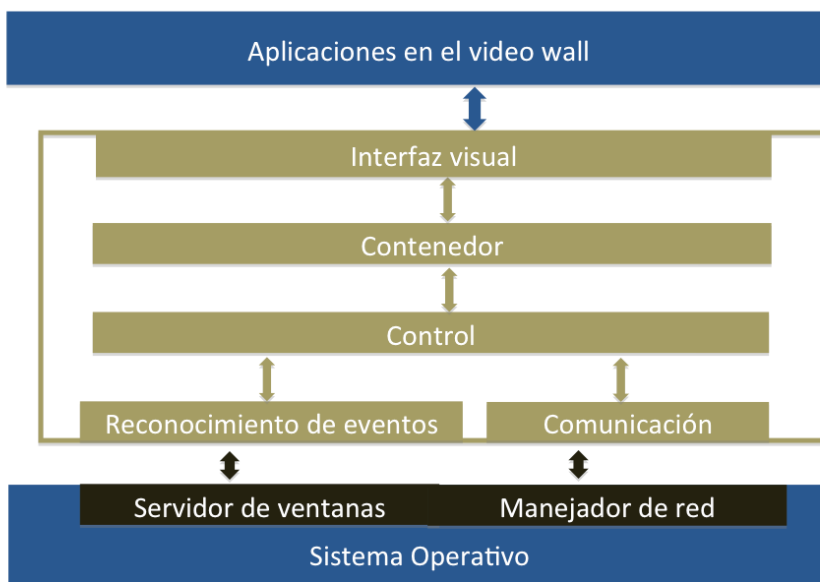 Aplicaciones en el video wall
Interfaz visual
Contenedor
Control
Reconocimiento de eventos
Comunicación
Servidor de ventanas
Manejador de red
Sistema Operativo